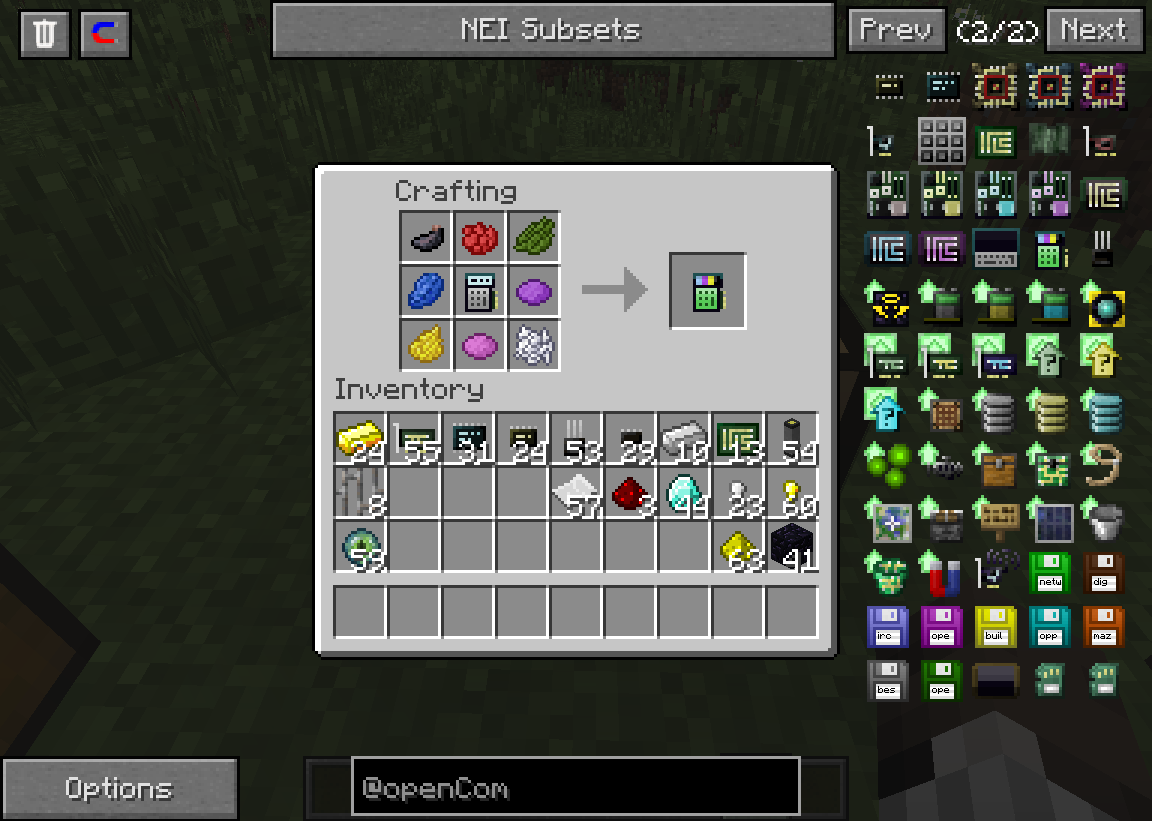 NEI Subsets
Prev (2/2) Next
Crafting
Inventory
24 55 31 24 53 29 10 13 54
8 57 3 44 23 60
53 63 41
netw dig
irc ope buil opp maz
bes ope
Options
@openCom